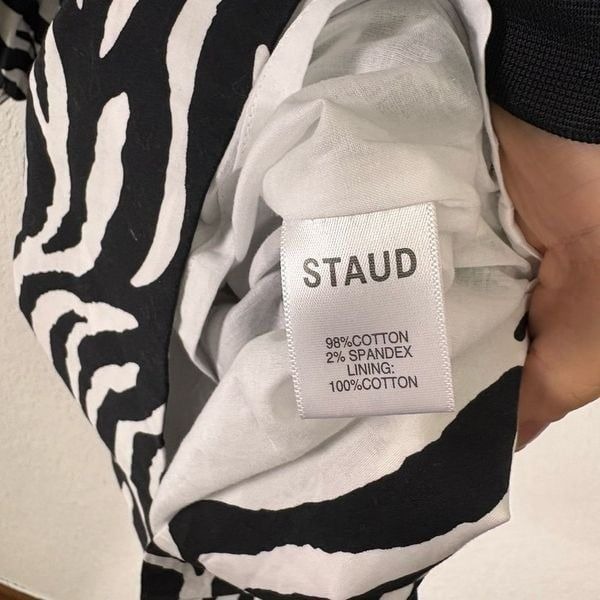 STAUD
98%COTTON
2% SPANDEX
LINING:
100%COTTON